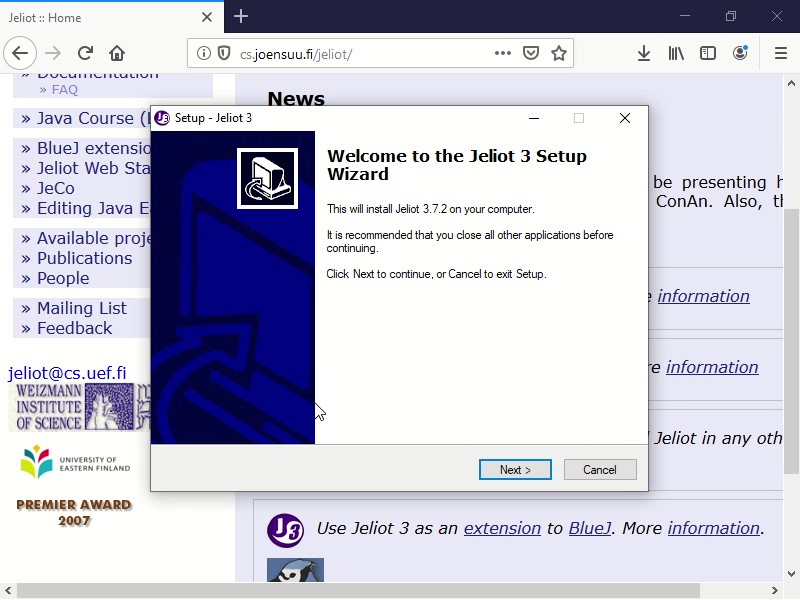 Jeliot :: Home
cs.joensuu.fi/jeliot/
» Documentation
» FAQ
» Java Course (
» BlueJ extensio
» Jeliot Web Sta
» JeCo
» Editing Java E
» Available proje
» Publications
» People
» Mailing List
» Feedback
jeliot@cs.uef.fi
WEIZMANN
INSTITUTE
OF SCIENCE
UNIVERSITY OF
EASTERN FINLAND
PREMIER AWARD
2007
News
be presenting h
ConAn. Also, th
e information
re information
Jeliot in any oth
Use Jeliot 3 as an extension to BlueJ. More information.
Setup - Jeliot 3
Welcome to the Jeliot 3 Setup
Wizard
This will install Jeliot 3.7.2 on your computer.
It is recommended that you close all other applications before
continuing.
Click Next to continue, or Cancel to exit Setup.
Next >
Cancel